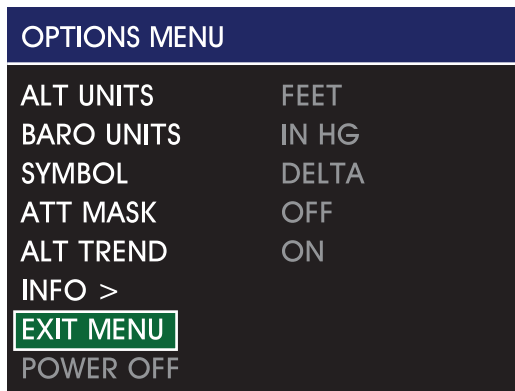 OPTIONS MENU
ALT UNITS FEET
BARO UNITS IN HG
SYMBOL DELTA
ATT MASK OFF
ALT TREND ON
INFO >
EXIT MENU
POWER OFF